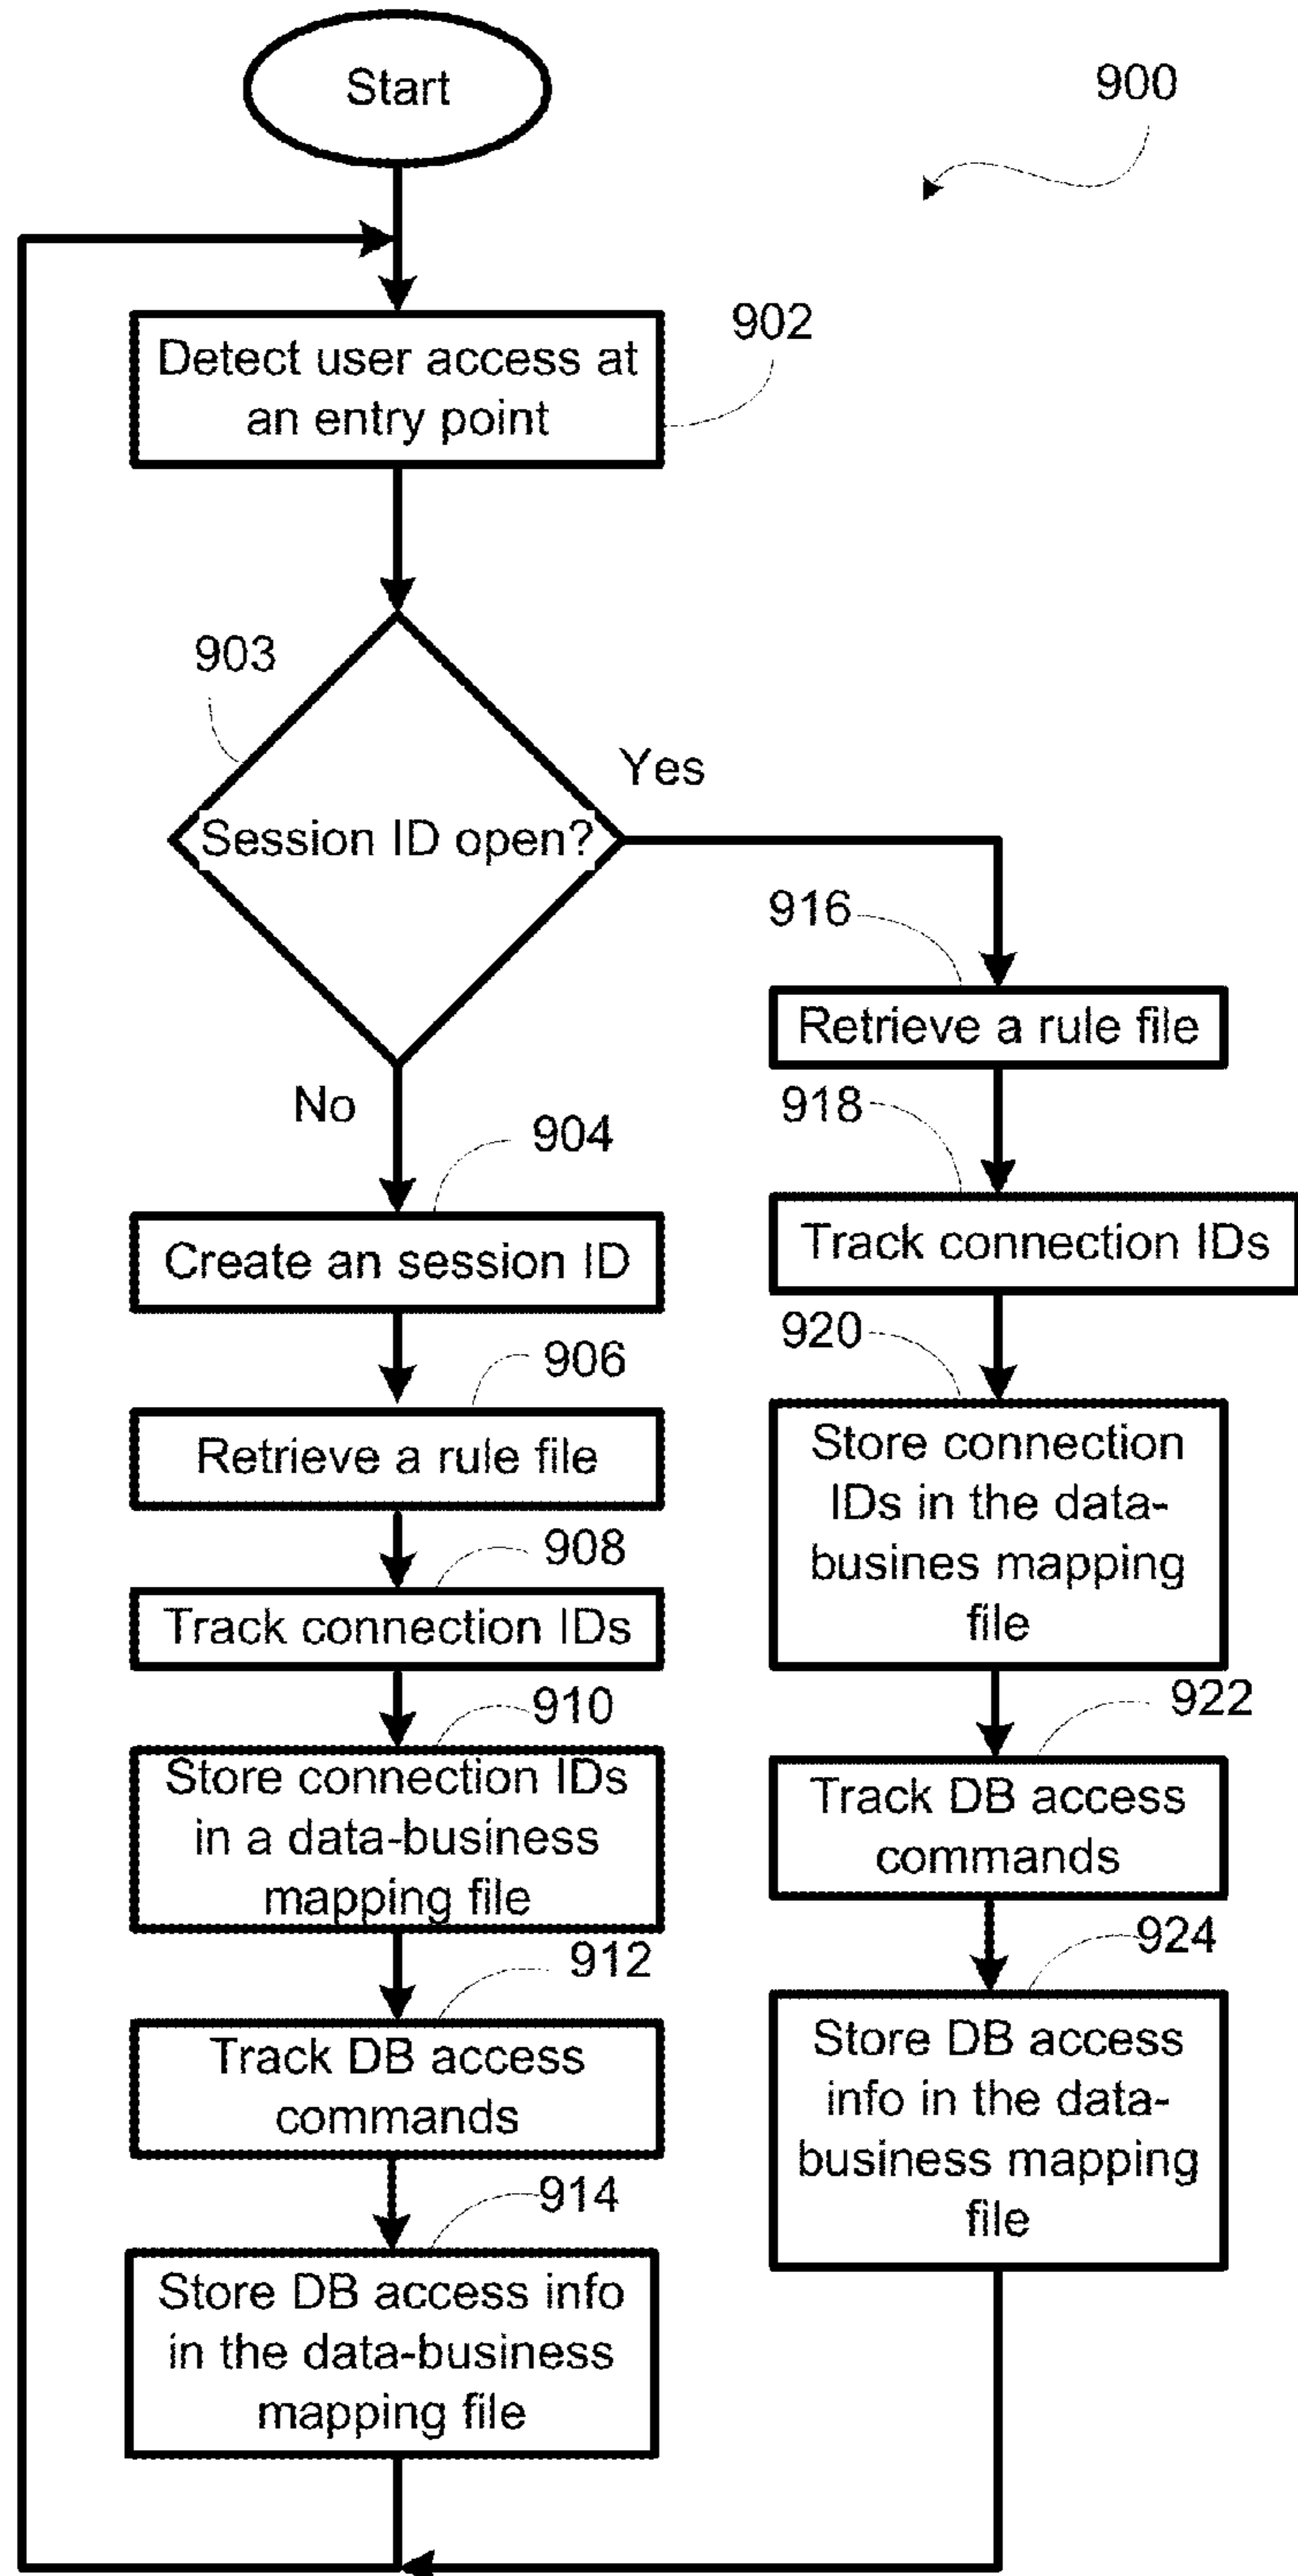 Start
900
902
Detect user access at
an entry point
903
Yes
Session ID open?
No
904
Create an session ID
906
Retrieve a rule file
908
Track connection IDs
910
Store connection IDs
in a data-business
mapping file
912
Track DB access
commands
914
Store DB access info
in the data-business
mapping file
916
Retrieve a rule file
918
Track connection IDs
920
Store connection
IDs in the data-
busines mapping
file
922
Track DB access
commands
924
Store DB access
info in the data-
business mapping
file